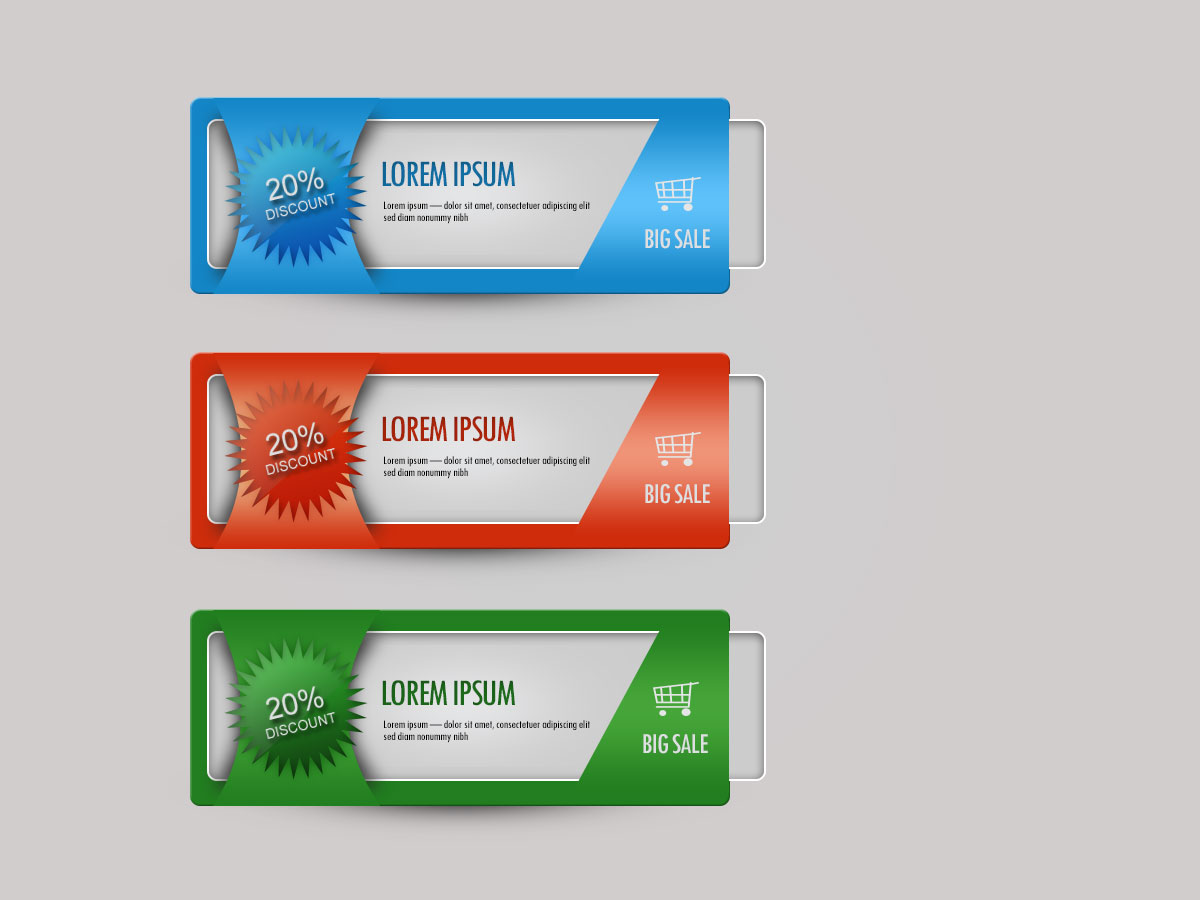 20%
DISCOUNT
LOREM IPSUM
Lorem ipsum — dolor sit amet, consectetuer adipiscing elit
sed diam nonummy nibh
BIG SALE
20%
DISCOUNT
LOREM IPSUM
Lorem ipsum — dolor sit amet, consectetuer adipiscing elit
sed diam nonummy nibh
BIG SALE
20%
DISCOUNT
LOREM IPSUM
Lorem ipsum — dolor sit amet, consectetuer adipiscing elit
sed diam nonummy nibh
BIG SALE